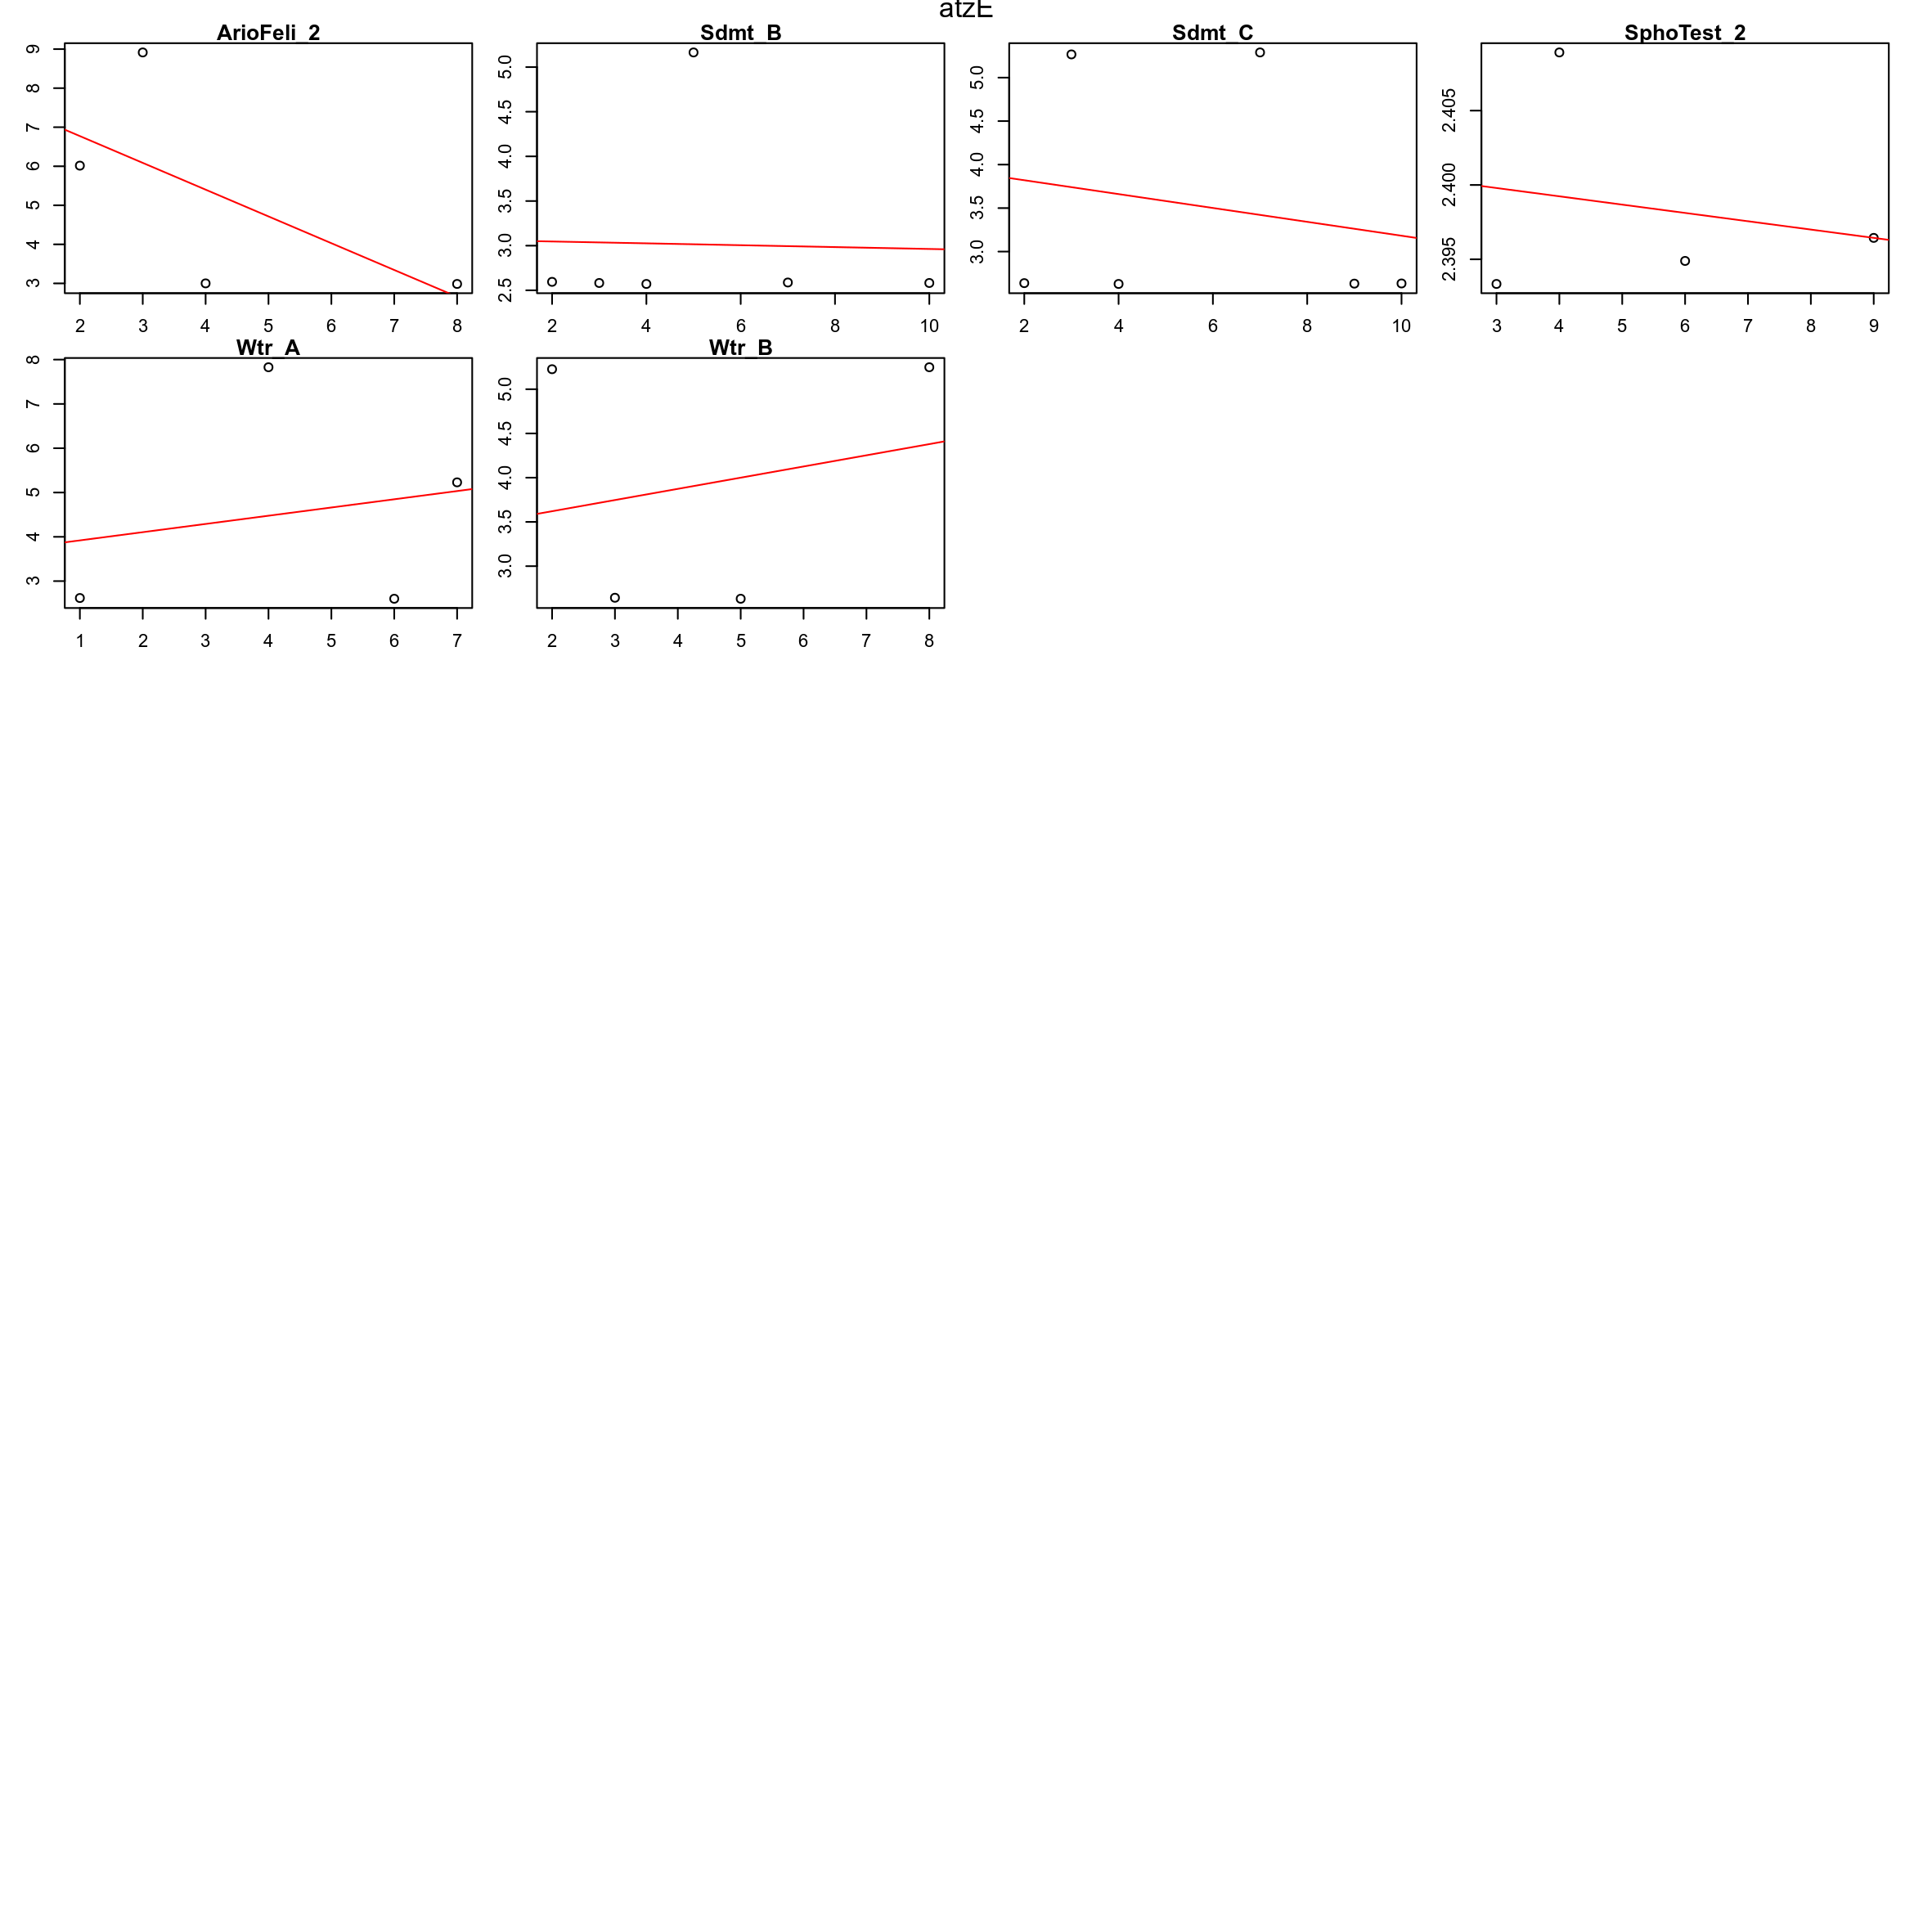 atzE
ArioFeli_2 Sdmt_B Sdmt_C SphoTest_2
9 8 7 6 5 4 3
2 3 4 5 6 7 8
5.0 4.5 4.0 3.5 3.0 2.5
2 4 6 8 10
5.0 4.5 4.0 3.5 3.0
2 4 6 8 10
2.405 2.400 2.395
3 4 5 6 7 8 9
Wtr_A Wtr_B
8 7 6 5 4 3
1 2 3 4 5 6 7
5.0 4.5 4.0 3.5 3.0
2 3 4 5 6 7 8